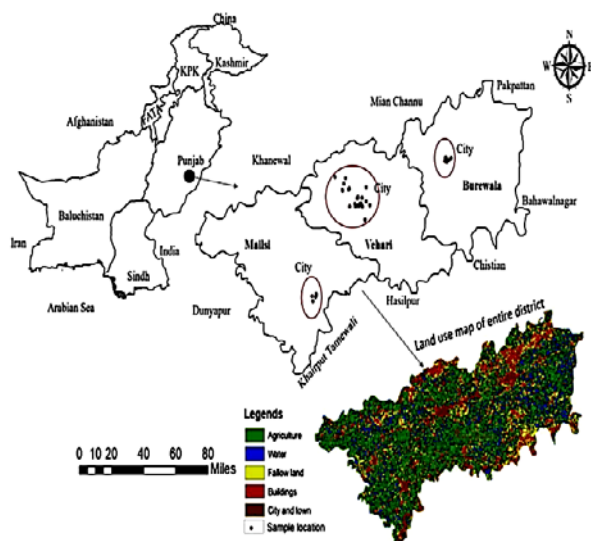 China
KPK
Kashmir
FATA
Afghanistan
Punjab
Baluchistan
Iran
India
Sindh
Arabian Sea
N
W
E
S
Pakpattan
Mian Channu
Khanewal
City
City
Burewala
Bahawalnagar
Mailsi
Vehari
Chistian
City
Hasilpur
Dunyapur
Khairput Tamewali
Land use map of entire district
Legends
Agriculture
Water
Fallow land
Buildings
City and town
Sample location
0 10 20 40 60 80
Miles